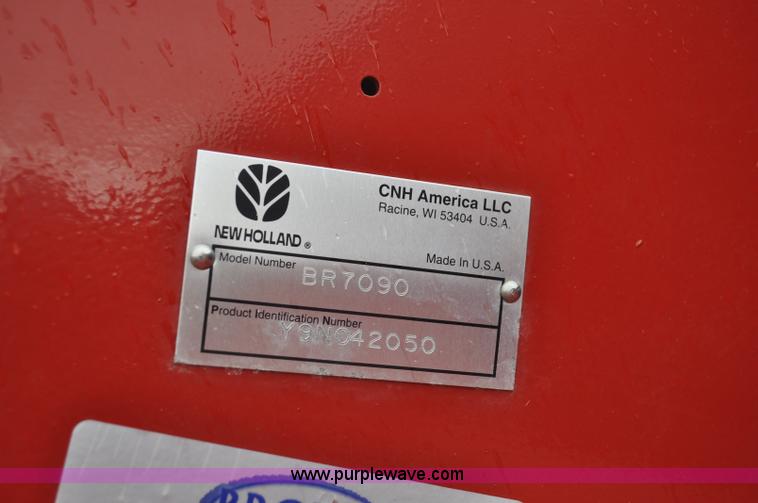 CNH America LLC
Racine, WI 53404 U.S.A.
NEW HOLLAND ®
Made In U.S.A.
Model Number
BR7090
Product Identification Number
Y9NC42050
www.purplewave.com